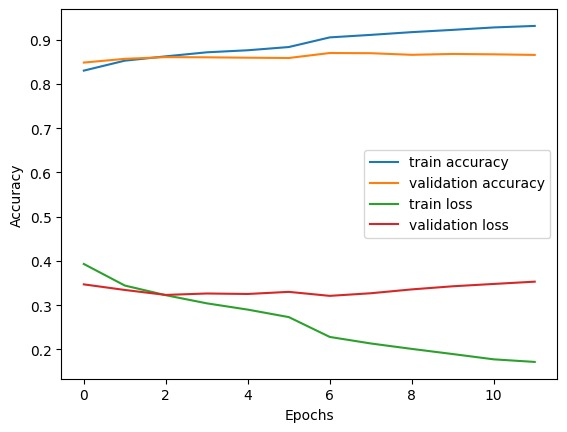 0.9
0.8
0.7
0.6
0.5
0.4
0.3
0.2
Accuracy
train accuracy
validation accuracy
train loss
validation loss
0 2 4 6 8 10
Epochs